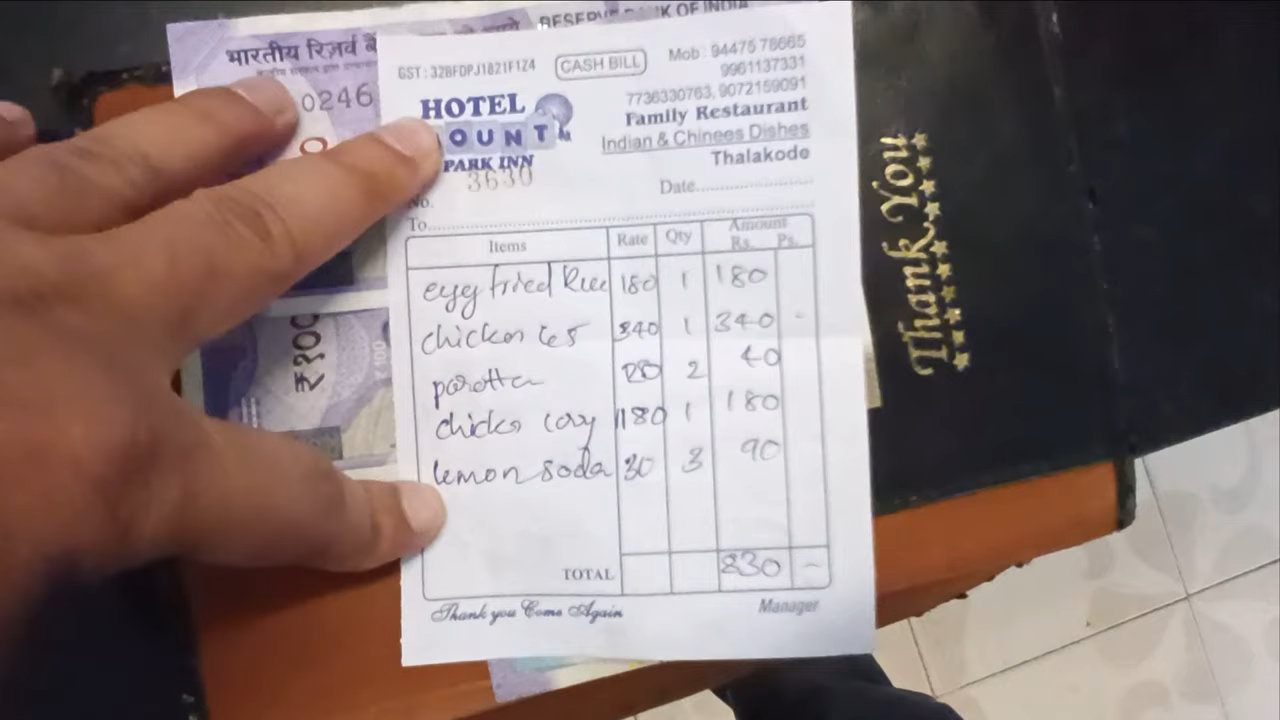 भारतीय रिज़र्व बैं
RESERVE BANK OF INDIA
0246
₹200
GST : 32BFDPJ1821F1Z4
CASH BILL
Mob : 94475 78665
9961137331
7736330763, 9072159091
HOTEL
OUNT
PARK INN
Family Restaurant
Indian & Chinees Dishes
Thalakode
3630
No.
Date
To
Items Rate Qty Amount
Rs. Ps.
egg fried Rice 180 1 180
chicken 65 340 1 340 -
parotta 20 2 40
chicken cory 180 1 180
lemon soda 30 3 90
TOTAL 830 -
Thank you Come Again
Manager
Thank You